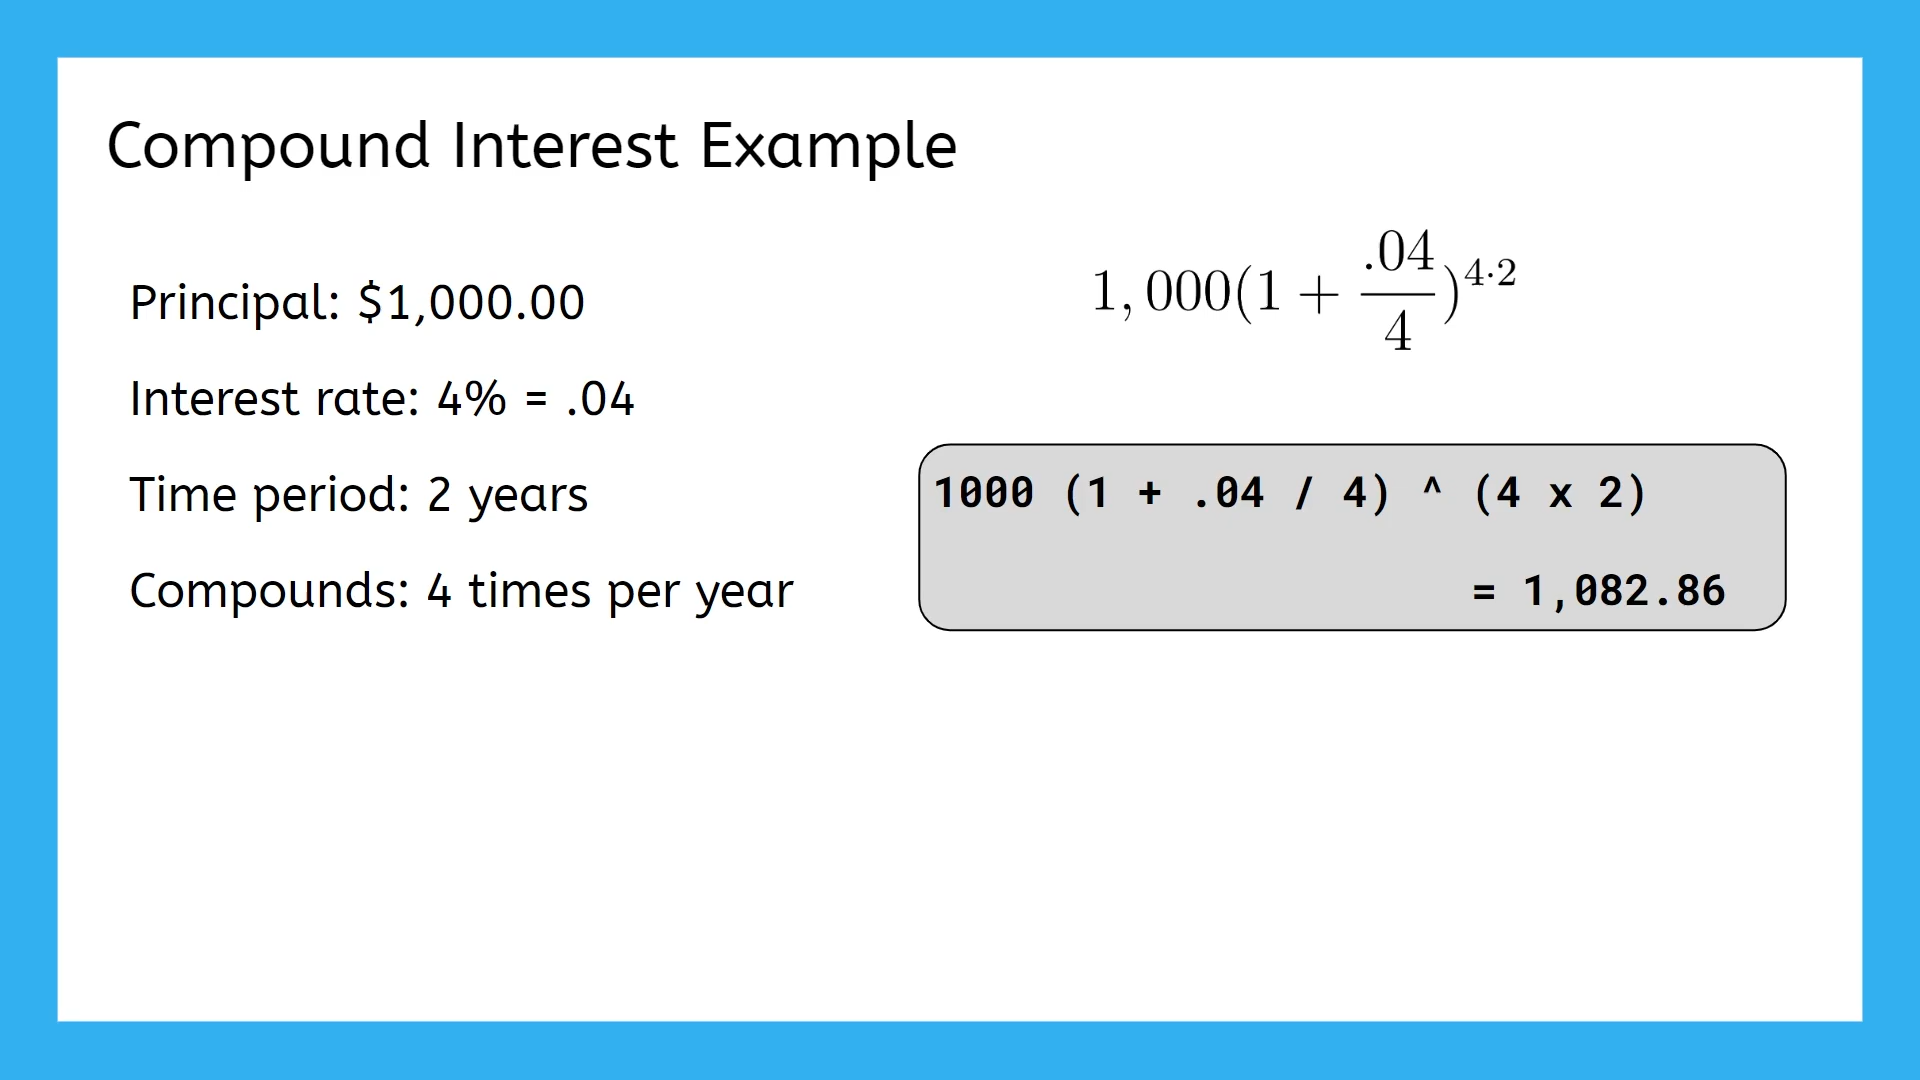 Compound Interest Example
Principal: $1,000.00
Interest rate: 4% = .04
Time period: 2 years
Compounds: 4 times per year
1,000(1 + .04/4)^4·2
1000 (1 + .04 / 4) ^ (4 x 2)
= 1,082.86